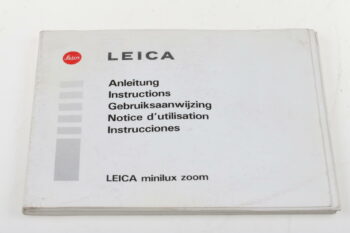 Leica LEICA
Anleitung
Instructions
Gebruiksaanwijzing
Notice d'utilisation
Instrucciones
LEICA minilux zoom